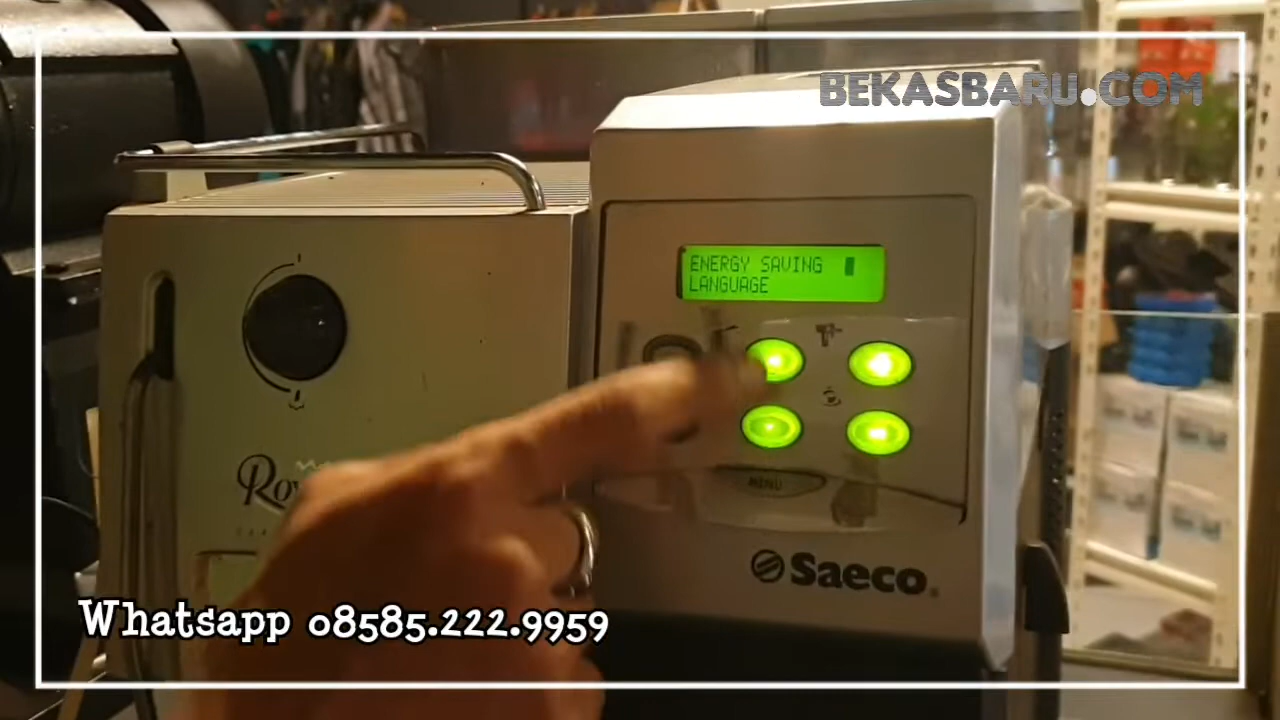 BEKASBARU.COM
ENERGY SAVING
LANGUAGE
MENU
Saeco
Whatsapp 08585.222.9959